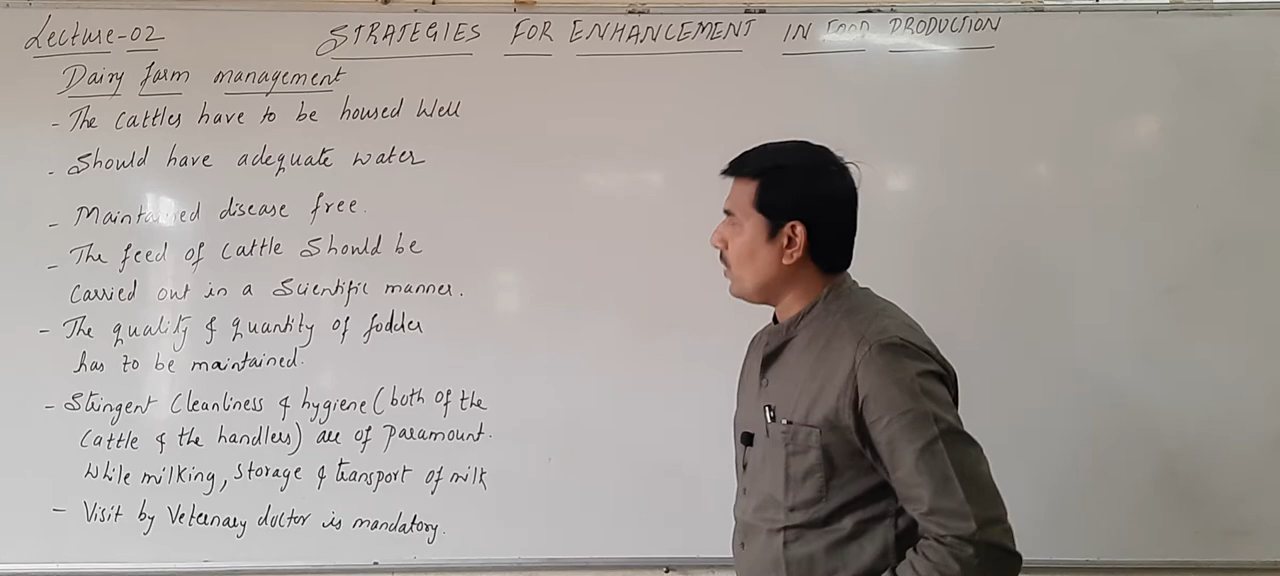 Lecture-02
STRATEGIES FOR ENHANCEMENT IN FOOD PRODUCTION
Dairy farm management
- The Cattles have to be housed well
- Should have adequate water
- Maintained disease free.
- The feed of Cattle Should be
Carried out in a Scientific manner.
- The quality & quantity of fodder
has to be maintained.
- Stringent Cleanliness & hygiene (both of the
Cattle & the handlers) are of Paramount.
While milking, Storage & transport of milk
- Visit by Veternary doctor is mandatory.